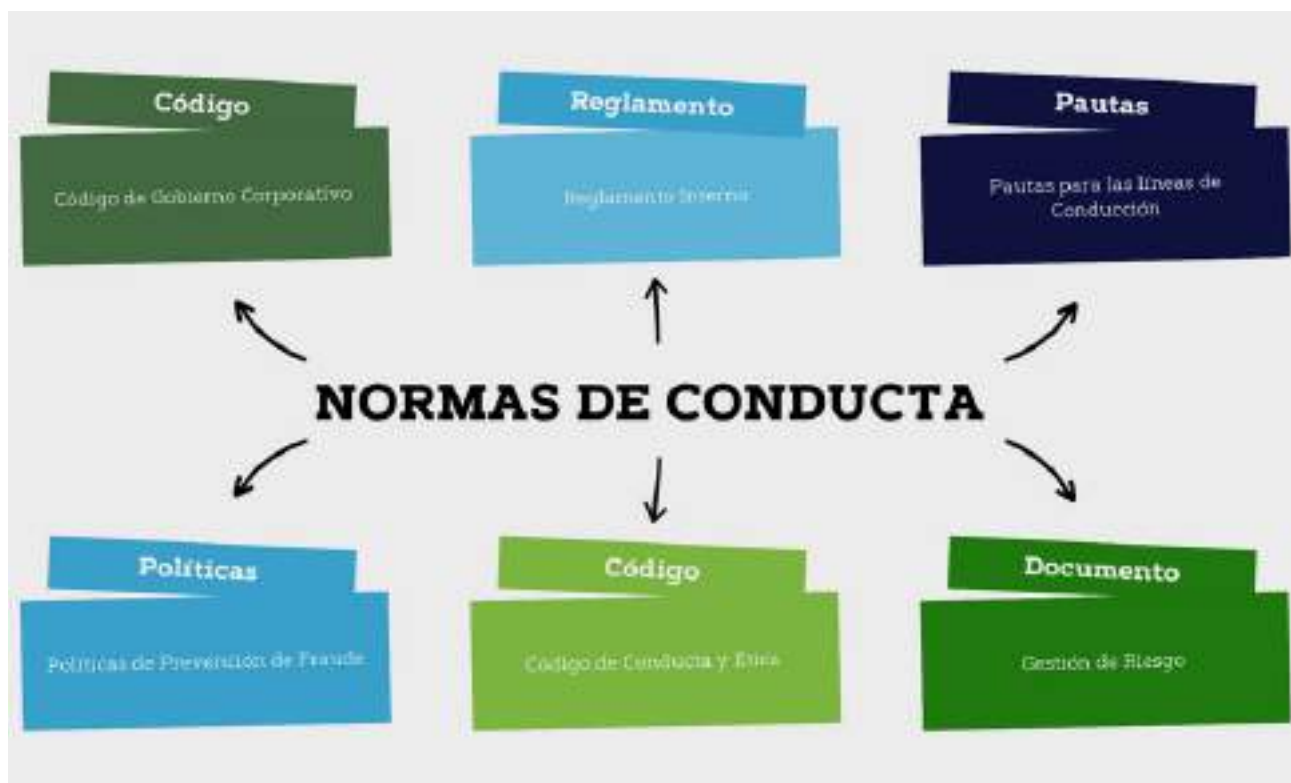 Código
Código de Gobierno Corporativo
Reglamento
Reglamento Interno
Pautas
Pautas para las líneas de
Conducción
NORMAS DE CONDUCTA
Políticas
Políticas de Prevención de Fraude
Código
Código de Conducta y Ética
Documento
Gestión de Riesgo